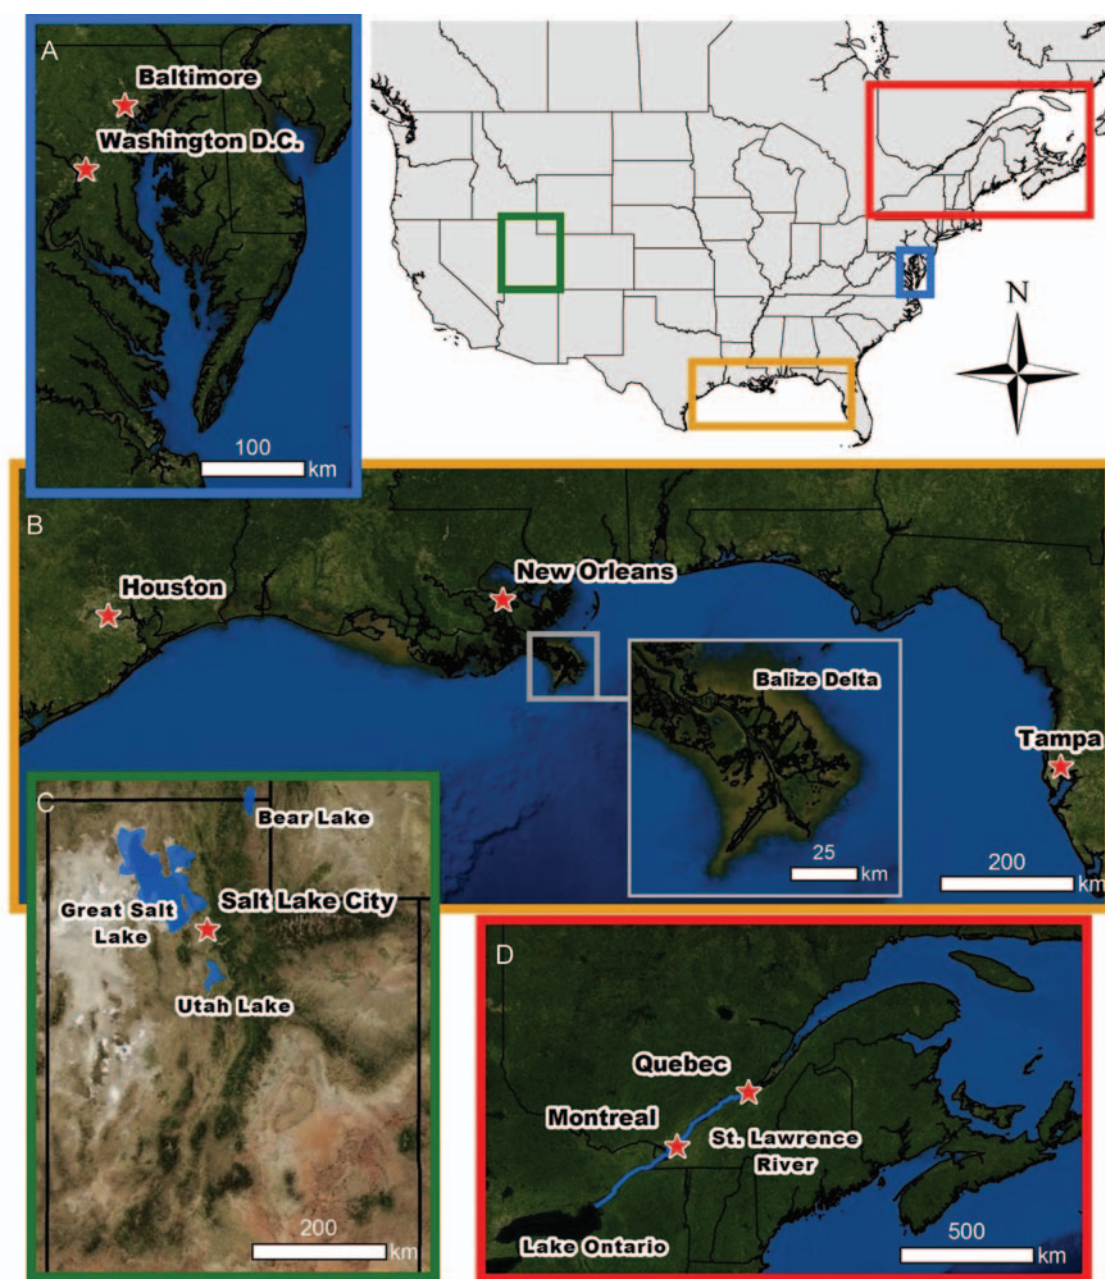 A
Baltimore
Washington D.C.
100
km
N
B
Houston
New Orleans
Balize Delta
25
km
Tampa
200
km
C
Bear Lake
Great Salt
Lake
Salt Lake City
Utah Lake
200
km
D
Quebec
Montreal
St. Lawrence
River
Lake Ontario
500
km